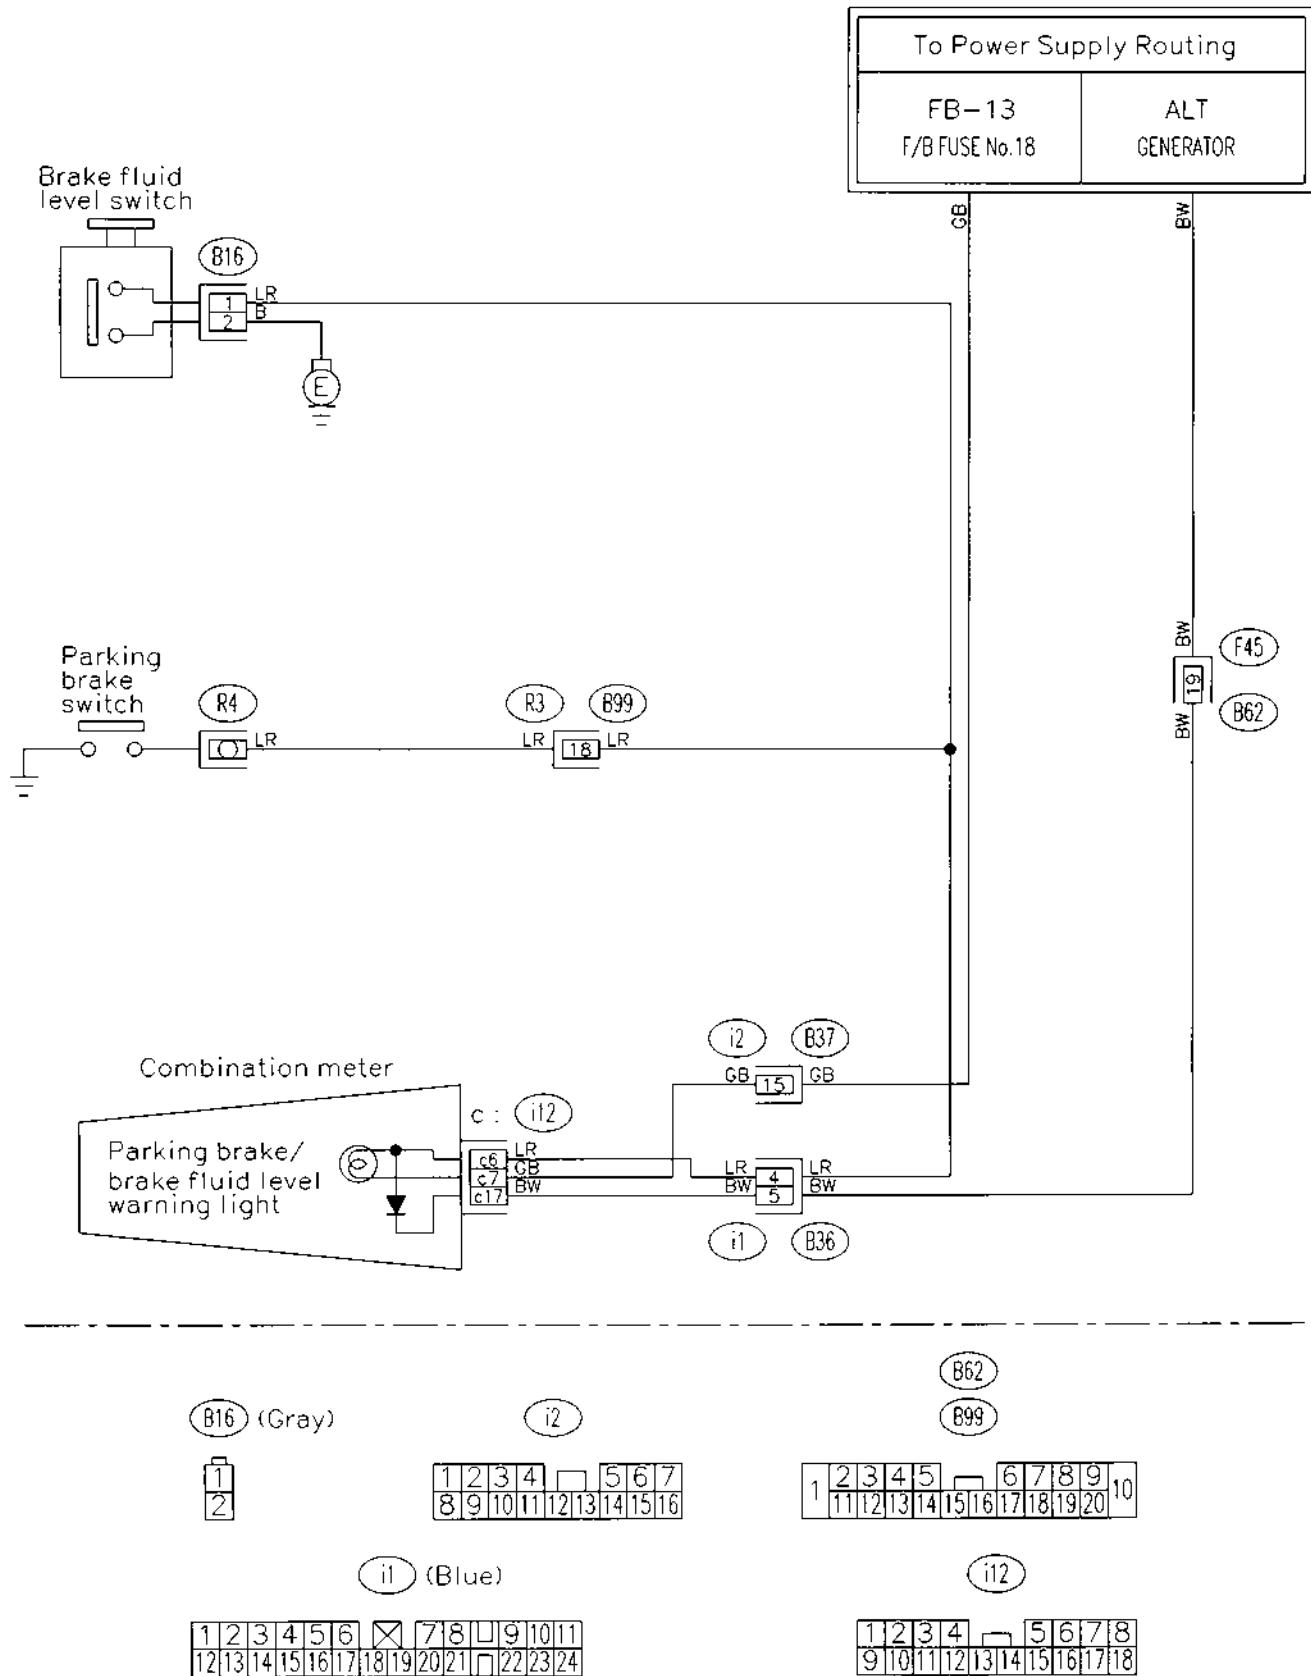 To Power Supply Routing
FB-13
F/B FUSE No.18
ALT
GENERATOR
GB
BW
Brake fluid
level switch
B16
1
LR
2
B
E
BW
F45
19
BW
B62
Parking
brake
switch
R4
LR
R3
B99
LR
18
LR
i2
B37
GB
15
GB
Combination meter
c : i12
Parking brake/
brake fluid level
warning light
c6
LR
c7
GB
c17
BW
LR
4
LR
BW
5
BW
i1
B36
B16 (Gray)
1
2
i2
1 2 3 4 5 6 7
8 9 10 11 12 13 14 15 16
B62
B99
1 2 3 4 5 6 7 8 9 10
11 12 13 14 15 16 17 18 19 20
i1 (Blue)
1 2 3 4 5 6 7 8 9 10 11
12 13 14 15 16 17 18 19 20 21 22 23 24
i12
1 2 3 4 5 6 7 8
9 10 11 12 13 14 15 16 17 18